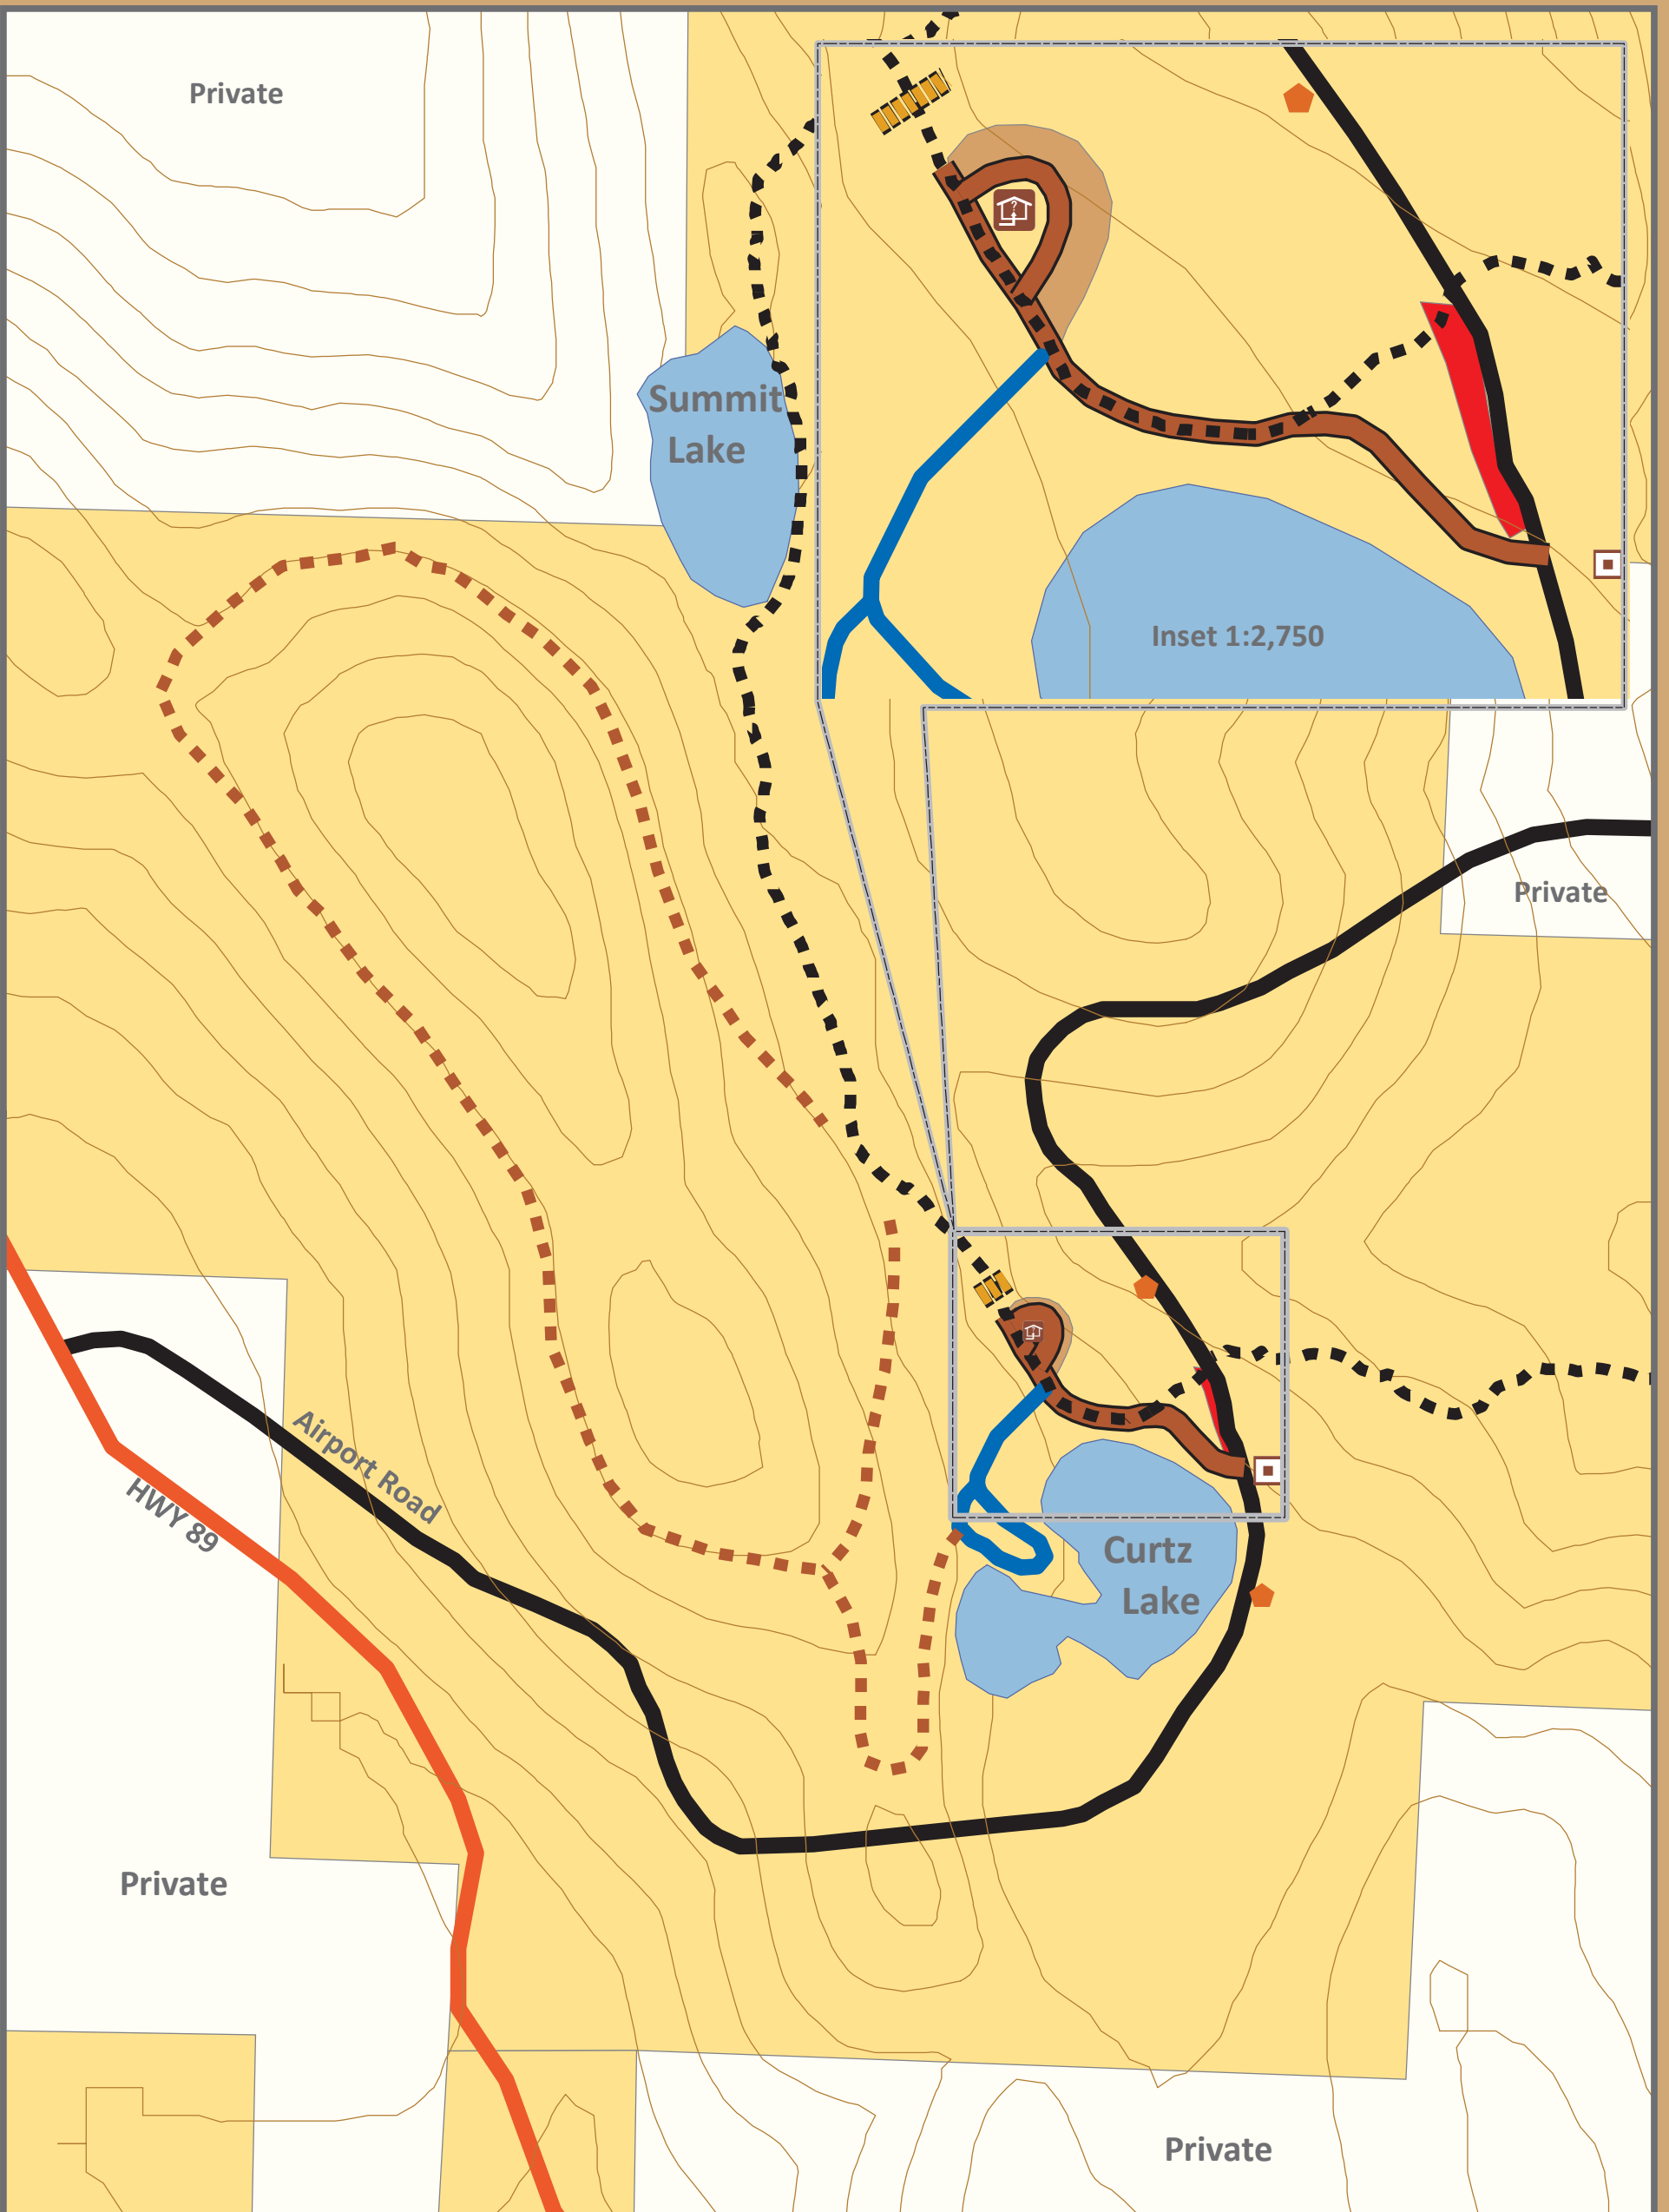 Private
Summit
Lake
Inset 1:2,750
Private
Airport Road
HWY 89
Curtz
Lake
Private
Private